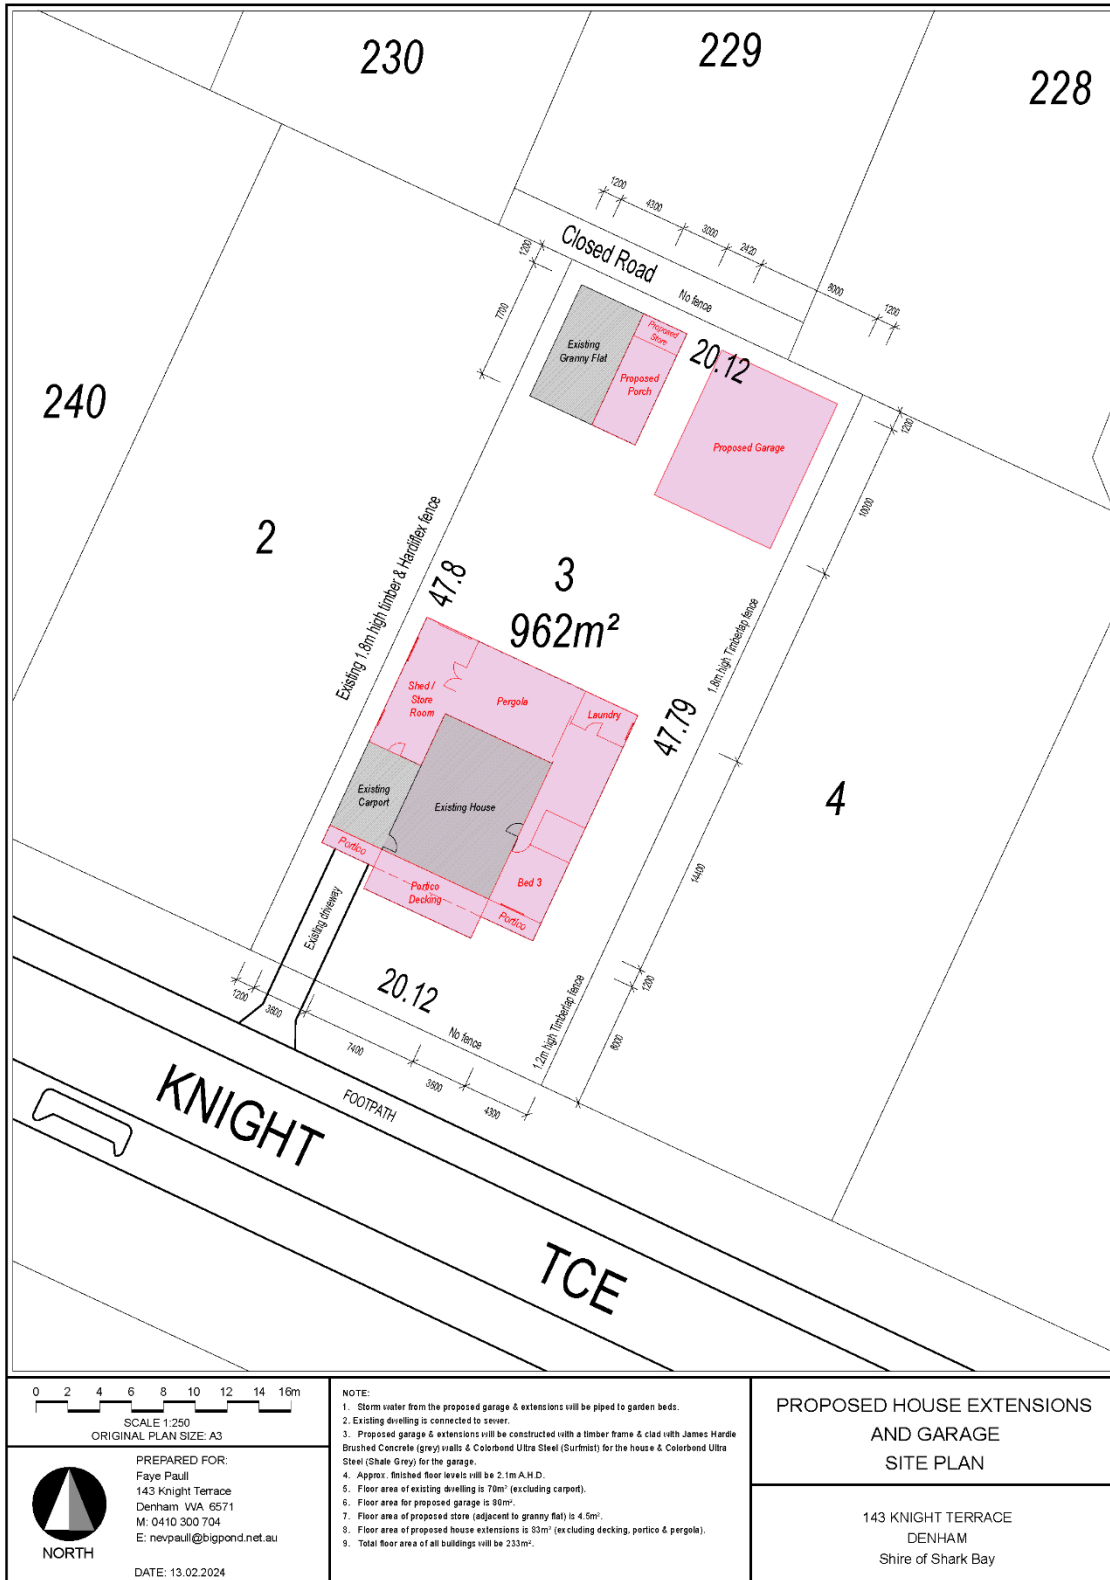 230
229
228
1200
4300
3000
2420
8000
1200
Closed Road
No fence
1200
7700
Existing
Granny Flat
Proposed
Store
Proposed
Porch
20.12
Proposed Garage
1200
10000
240
2
Existing 1.8m high timber & Hardiflex fence
47.8
3
962m²
1.8m high Timberlap fence
47.79
4
Shed /
Store
Room
Pergola
Laundry
Existing
Carport
Existing House
Portico
Portico
Decking
Bed 3
Portico
14400
1200
6000
Existing driveway
1.2m high Timberlap fence
20.12
No fence
1200
3800
7400
3800
4300
FOOTPATH
KNIGHT
TCE
0 2 4 6 8 10 12 14 16m
SCALE 1:250
ORIGINAL PLAN SIZE: A3
PREPARED FOR:
Faye Paull
143 Knight Terrace
Denham WA 6571
M: 0410 300 704
E: nevpaull@bigpond.net.au
NORTH
DATE: 13.02.2024
NOTE:
1. Storm water from the proposed garage & extensions will be piped to garden beds.
2. Existing dwelling is connected to sewer.
3. Proposed garage & extensions will be constructed with a timber frame & clad with James Hardie
Brushed Concrete (grey) walls & Colorbond Ultra Steel (Surfmist) for the house & Colorbond Ultra
Steel (Shale Grey) for the garage.
4. Approx. finished floor levels will be 2.1m A.H.D.
5. Floor area of existing dwelling is 70m² (excluding carport).
6. Floor area for proposed garage is 80m².
7. Floor area of proposed store (adjacent to granny flat) is 4.5m².
8. Floor area of proposed house extensions is 83m² (excluding decking, portico & pergola).
9. Total floor area of all buildings will be 233m².
PROPOSED HOUSE EXTENSIONS
AND GARAGE
SITE PLAN
143 KNIGHT TERRACE
DENHAM
Shire of Shark Bay